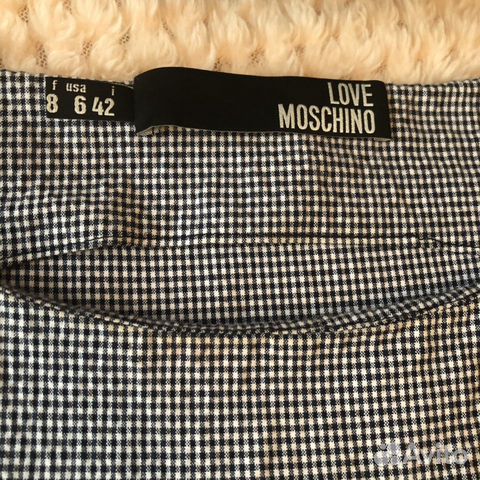 f usa i
8 6 42
LOVE
MOSCHINO
Avito